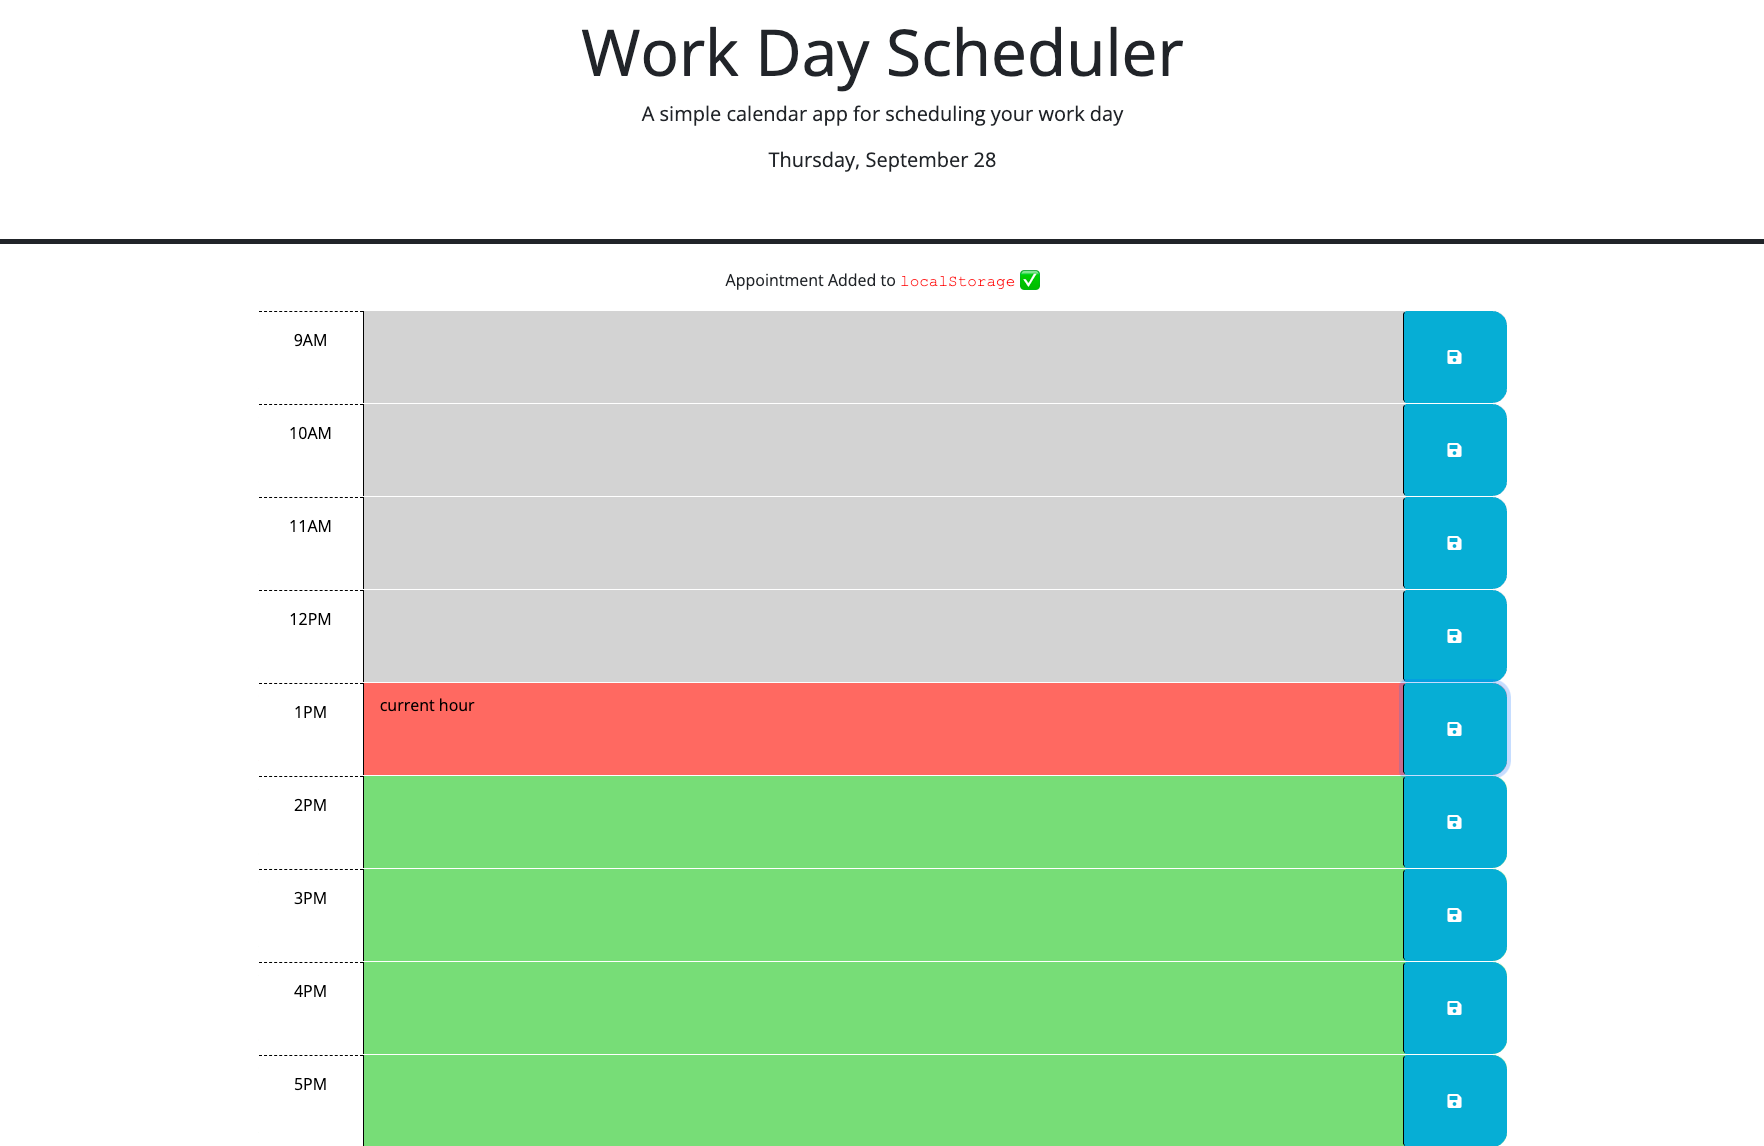 Work Day Scheduler
A simple calendar app for scheduling your work day
Thursday, September 28
Appointment Added to localStorage ✅
9AM
10AM
11AM
12PM
1PM
current hour
2PM
3PM
4PM
5PM